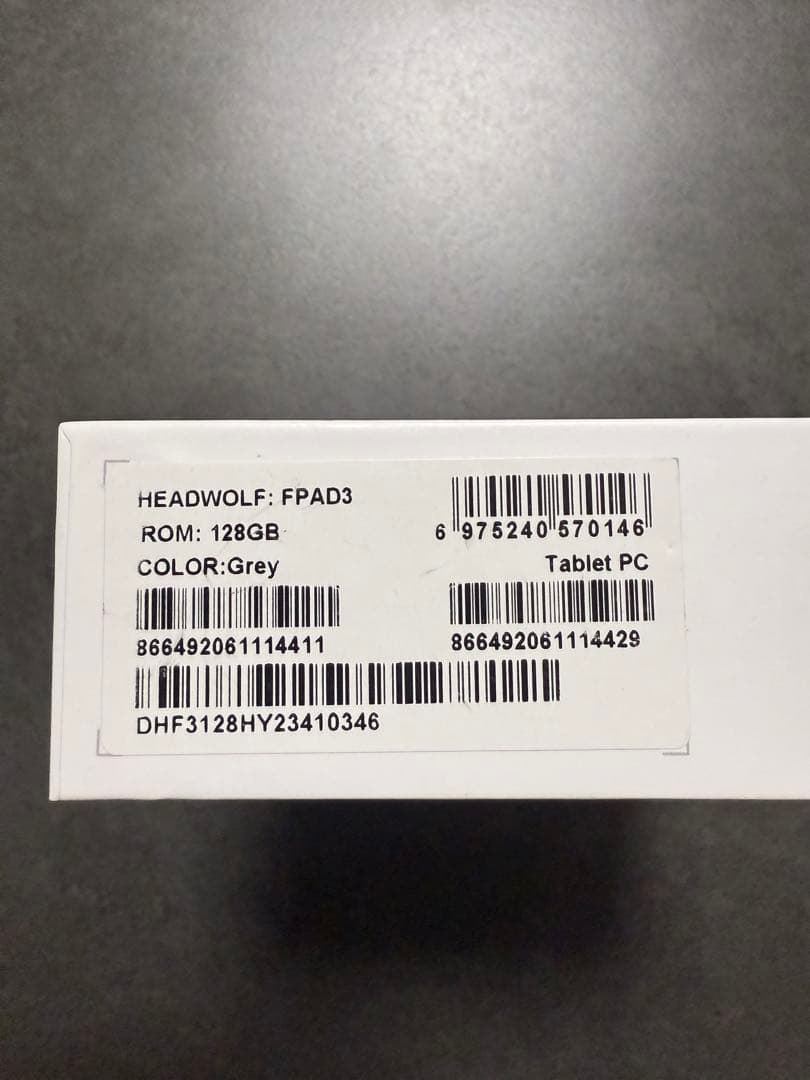 HEADWOLF: FPAD3
ROM: 128GB
COLOR:Grey
6 975240 570146
Tablet PC
866492061114411
866492061114429
DHF3128HY23410346